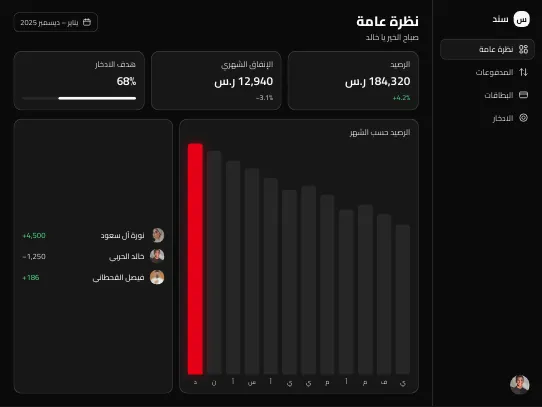 س سند
نظرة عامة
المدفوعات
البطاقات
الادخار
نظرة عامة
صباح الخير يا خالد
يناير – ديسمبر 2025
الرصيد
184,320 ر.س
+4.2%
الإنفاق الشهري
12,940 ر.س
−3.1%
هدف الادخار
68%
الرصيد حسب الشهر
ي ف م أ م ي ي أ س أ ن د
نورة آل سعود +4,500
خالد الحربي −1,250
فيصل القحطاني +186